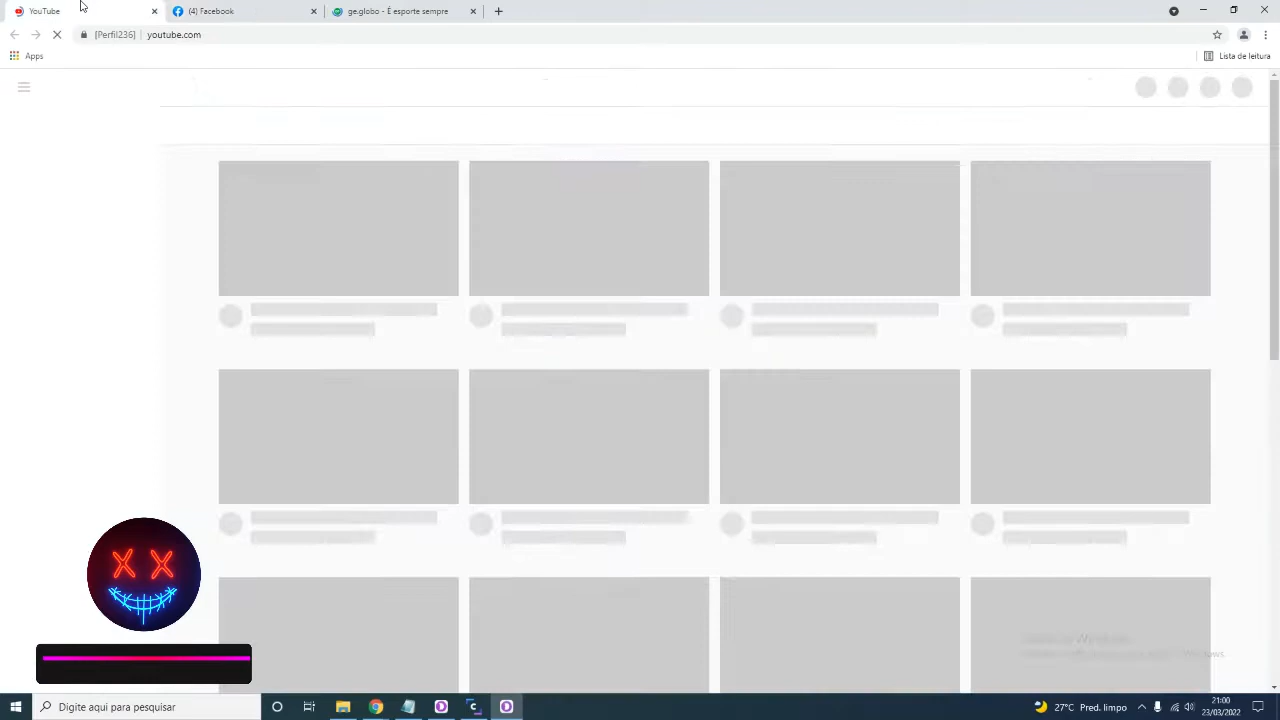 YouTube
(4) Facebook
ge.globo - É esporte sempre
[Perfil236] youtube.com
Apps
Lista de leitura
Digite aqui para pesquisar
27°C Pred. limpo
21:00
23/03/2022